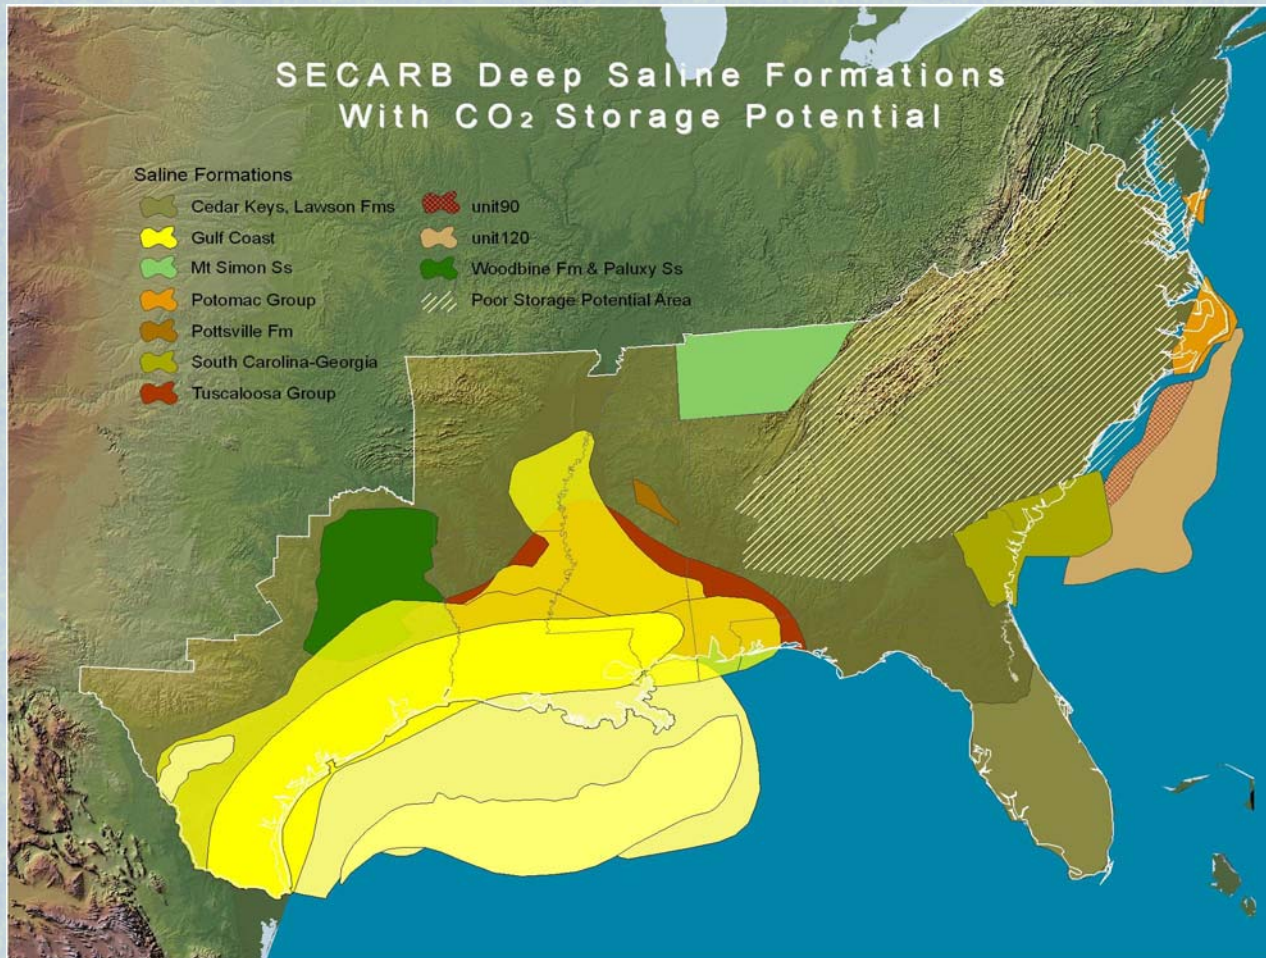 SECARB Deep Saline Formations
With CO₂ Storage Potential
Saline Formations
Cedar Keys, Lawson Fms
Gulf Coast
Mt Simon Ss
Potomac Group
Pottsville Fm
South Carolina-Georgia
Tuscaloosa Group
unit90
unit120
Woodbine Fm & Paluxy Ss
Poor Storage Potential Area